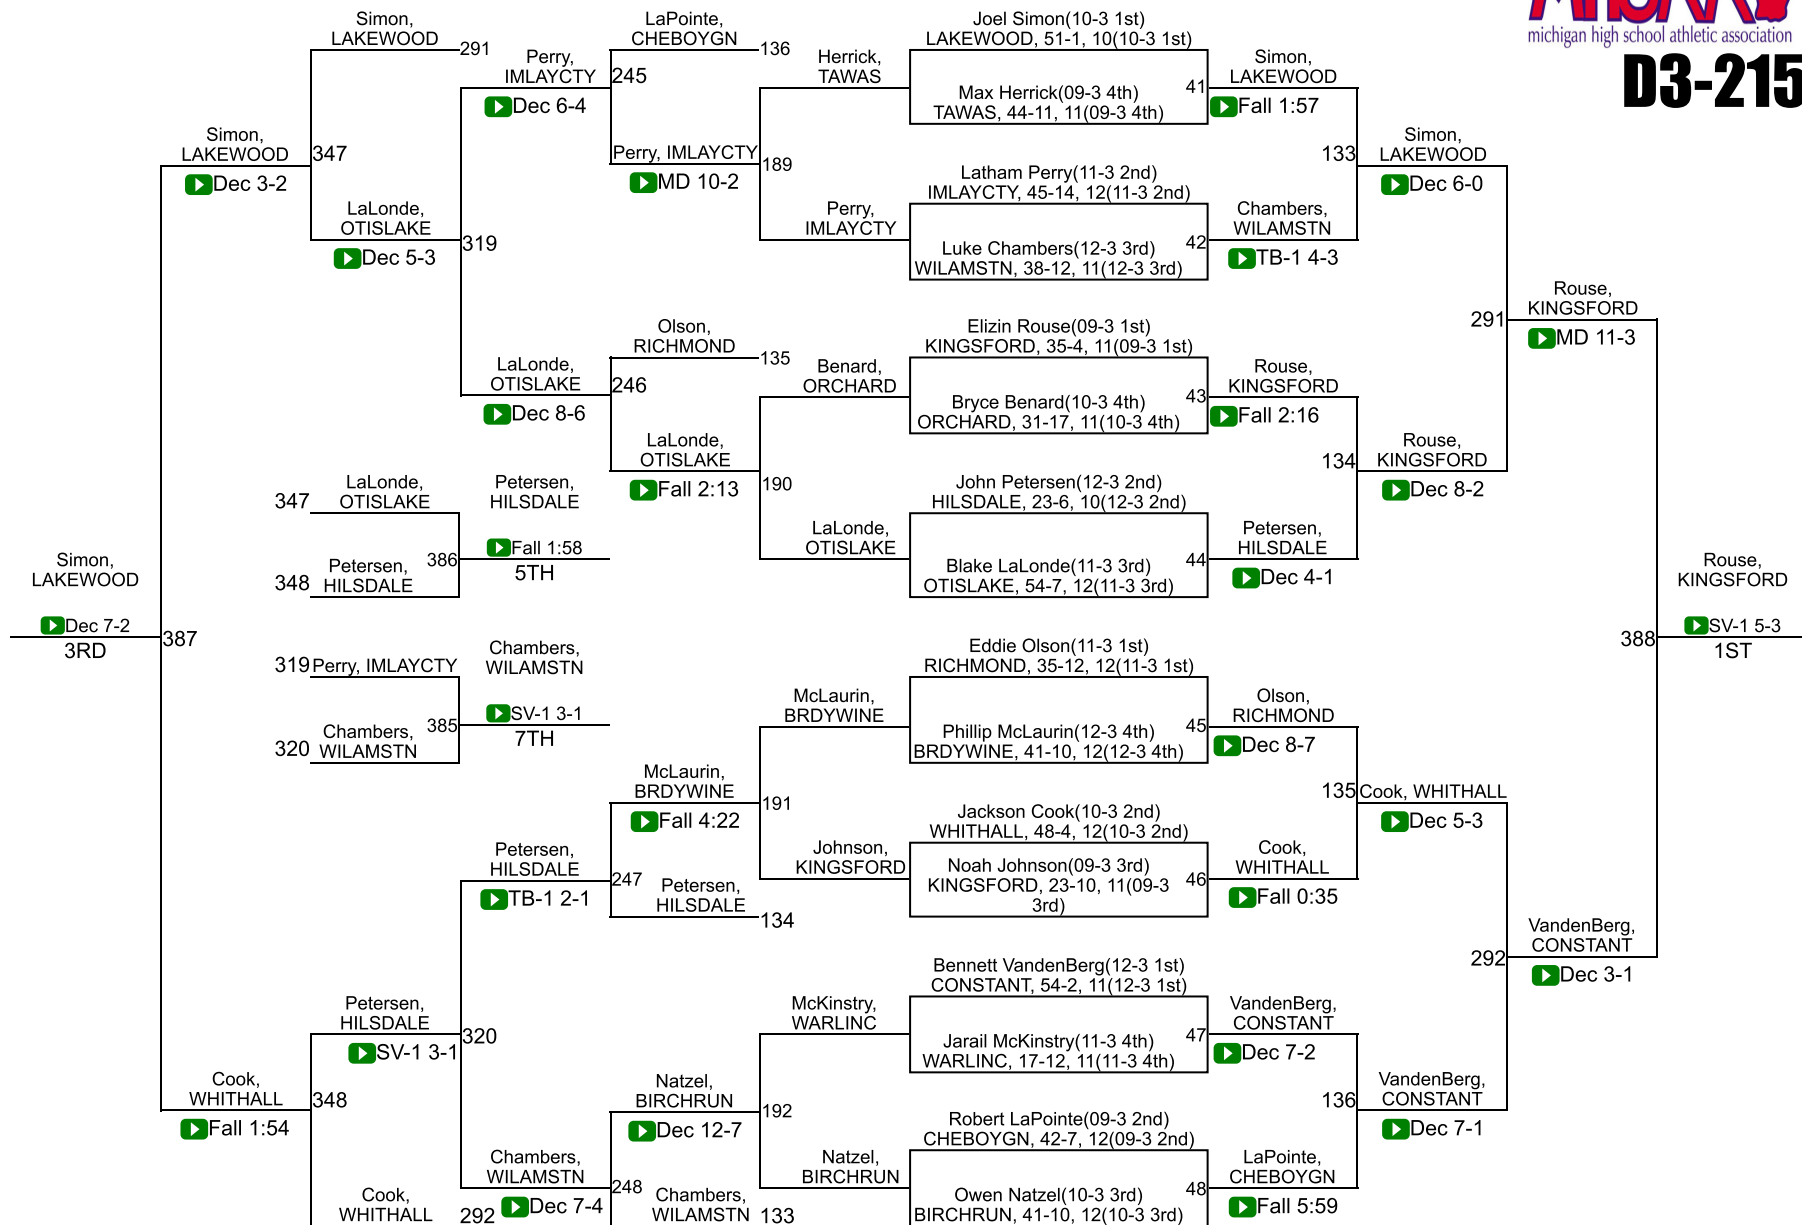 MHSAA
michigan high school athletic association
D3-215
Simon,
LAKEWOOD
Dec 7-2
3RD
387
Simon,
LAKEWOOD
Dec 3-2
Cook,
WHITHALL
Fall 1:54
Simon,
LAKEWOOD
291
347
LaLonde,
OTISLAKE
Dec 5-3
347
LaLonde,
OTISLAKE
348
Petersen,
HILSDALE
386
Petersen,
HILSDALE
Fall 1:58
5TH
319
Perry, IMLAYCTY
320
Chambers,
WILAMSTN
385
Chambers,
WILAMSTN
SV-1 3-1
7TH
Petersen,
HILSDALE
SV-1 3-1
348
Cook,
WHITHALL
292
Perry,
IMLAYCTY
Dec 6-4
319
LaLonde,
OTISLAKE
Dec 8-6
Petersen,
HILSDALE
TB-1 2-1
320
Chambers,
WILAMSTN
Dec 7-4
LaPointe,
CHEBOYGN
136
245
Perry, IMLAYCTY
MD 10-2
Olson,
RICHMOND
135
246
LaLonde,
OTISLAKE
Fall 2:13
McLaurin,
BRDYWINE
Fall 4:22
247
Petersen,
HILSDALE
134
Natzel,
BIRCHRUN
Dec 12-7
248
Chambers,
WILAMSTN
133
Herrick,
TAWAS
189
Perry,
IMLAYCTY
Benard,
ORCHARD
190
LaLonde,
OTISLAKE
McLaurin,
BRDYWINE
191
Johnson,
KINGSFORD
McKinstry,
WARLINC
192
Natzel,
BIRCHRUN
Joel Simon(10-3 1st)
LAKEWOOD, 51-1, 10(10-3 1st)
41
Max Herrick(09-3 4th)
TAWAS, 44-11, 11(09-3 4th)
Latham Perry(11-3 2nd)
IMLAYCTY, 45-14, 12(11-3 2nd)
42
Luke Chambers(12-3 3rd)
WILAMSTN, 38-12, 11(12-3 3rd)
Elizin Rouse(09-3 1st)
KINGSFORD, 35-4, 11(09-3 1st)
43
Bryce Benard(10-3 4th)
ORCHARD, 31-17, 11(10-3 4th)
John Petersen(12-3 2nd)
HILSDALE, 23-6, 10(12-3 2nd)
44
Blake LaLonde(11-3 3rd)
OTISLAKE, 54-7, 12(11-3 3rd)
Eddie Olson(11-3 1st)
RICHMOND, 35-12, 12(11-3 1st)
45
Phillip McLaurin(12-3 4th)
BRDYWINE, 41-10, 12(12-3 4th)
Jackson Cook(10-3 2nd)
WHITHALL, 48-4, 12(10-3 2nd)
Noah Johnson(09-3 3rd)
46
KINGSFORD, 23-10, 11(09-3
3rd)
Bennett VandenBerg(12-3 1st)
CONSTANT, 54-2, 11(12-3 1st)
47
Jarail McKinstry(11-3 4th)
WARLINC, 17-12, 11(11-3 4th)
Robert LaPointe(09-3 2nd)
CHEBOYGN, 42-7, 12(09-3 2nd)
48
Owen Natzel(10-3 3rd)
BIRCHRUN, 41-10, 12(10-3 3rd)
Simon,
LAKEWOOD
Fall 1:57
133
Chambers,
WILAMSTN
TB-1 4-3
Rouse,
KINGSFORD
Fall 2:16
134
Petersen,
HILSDALE
Dec 4-1
Olson,
RICHMOND
Dec 8-7
135
Cook,
WHITHALL
Fall 0:35
VandenBerg,
CONSTANT
Dec 7-2
136
LaPointe,
CHEBOYGN
Fall 5:59
Simon,
LAKEWOOD
Dec 6-0
291
Rouse,
KINGSFORD
Dec 8-2
Cook, WHITHALL
Dec 5-3
292
VandenBerg,
CONSTANT
Dec 7-1
Rouse,
KINGSFORD
MD 11-3
388
VandenBerg,
CONSTANT
Dec 3-1
Rouse,
KINGSFORD
SV-1 5-3
1ST